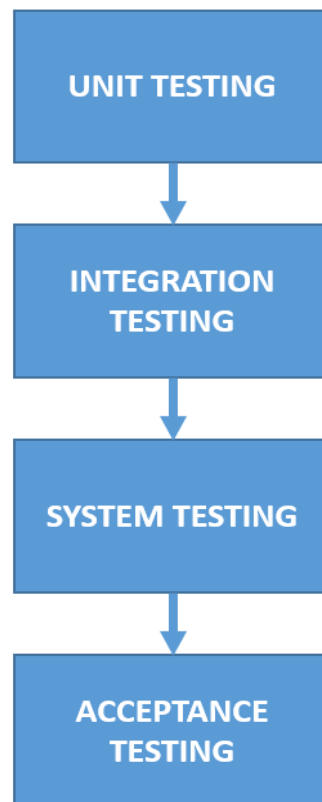 UNIT TESTING
INTEGRATION
TESTING
SYSTEM TESTING
ACCEPTANCE
TESTING